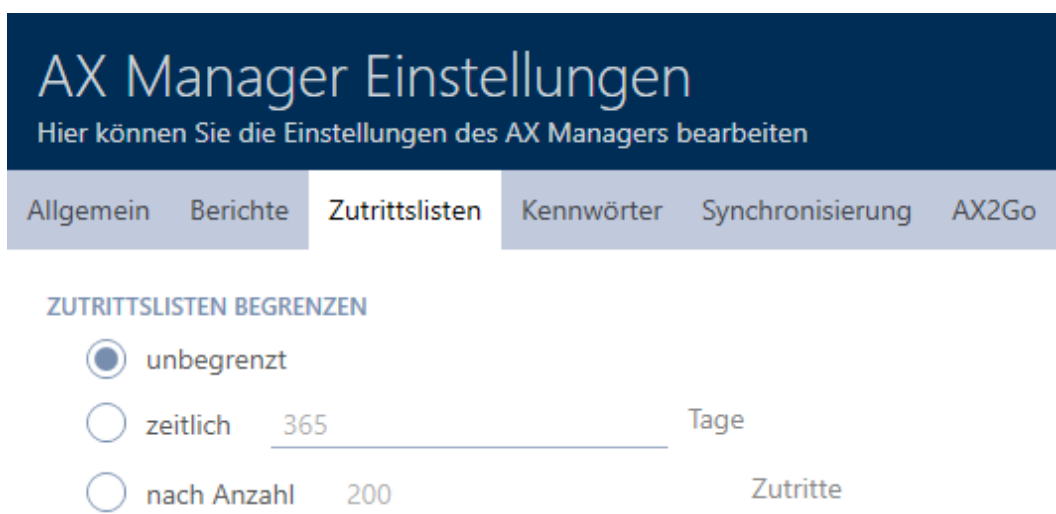 AX Manager Einstellungen
Hier können Sie die Einstellungen des AX Managers bearbeiten
Allgemein Berichte Zutrittslisten Kennwörter Synchronisierung AX2Go
ZUTRITTSLISTEN BEGRENZEN
unbegrenzt
zeitlich 365 Tage
nach Anzahl 200 Zutritte